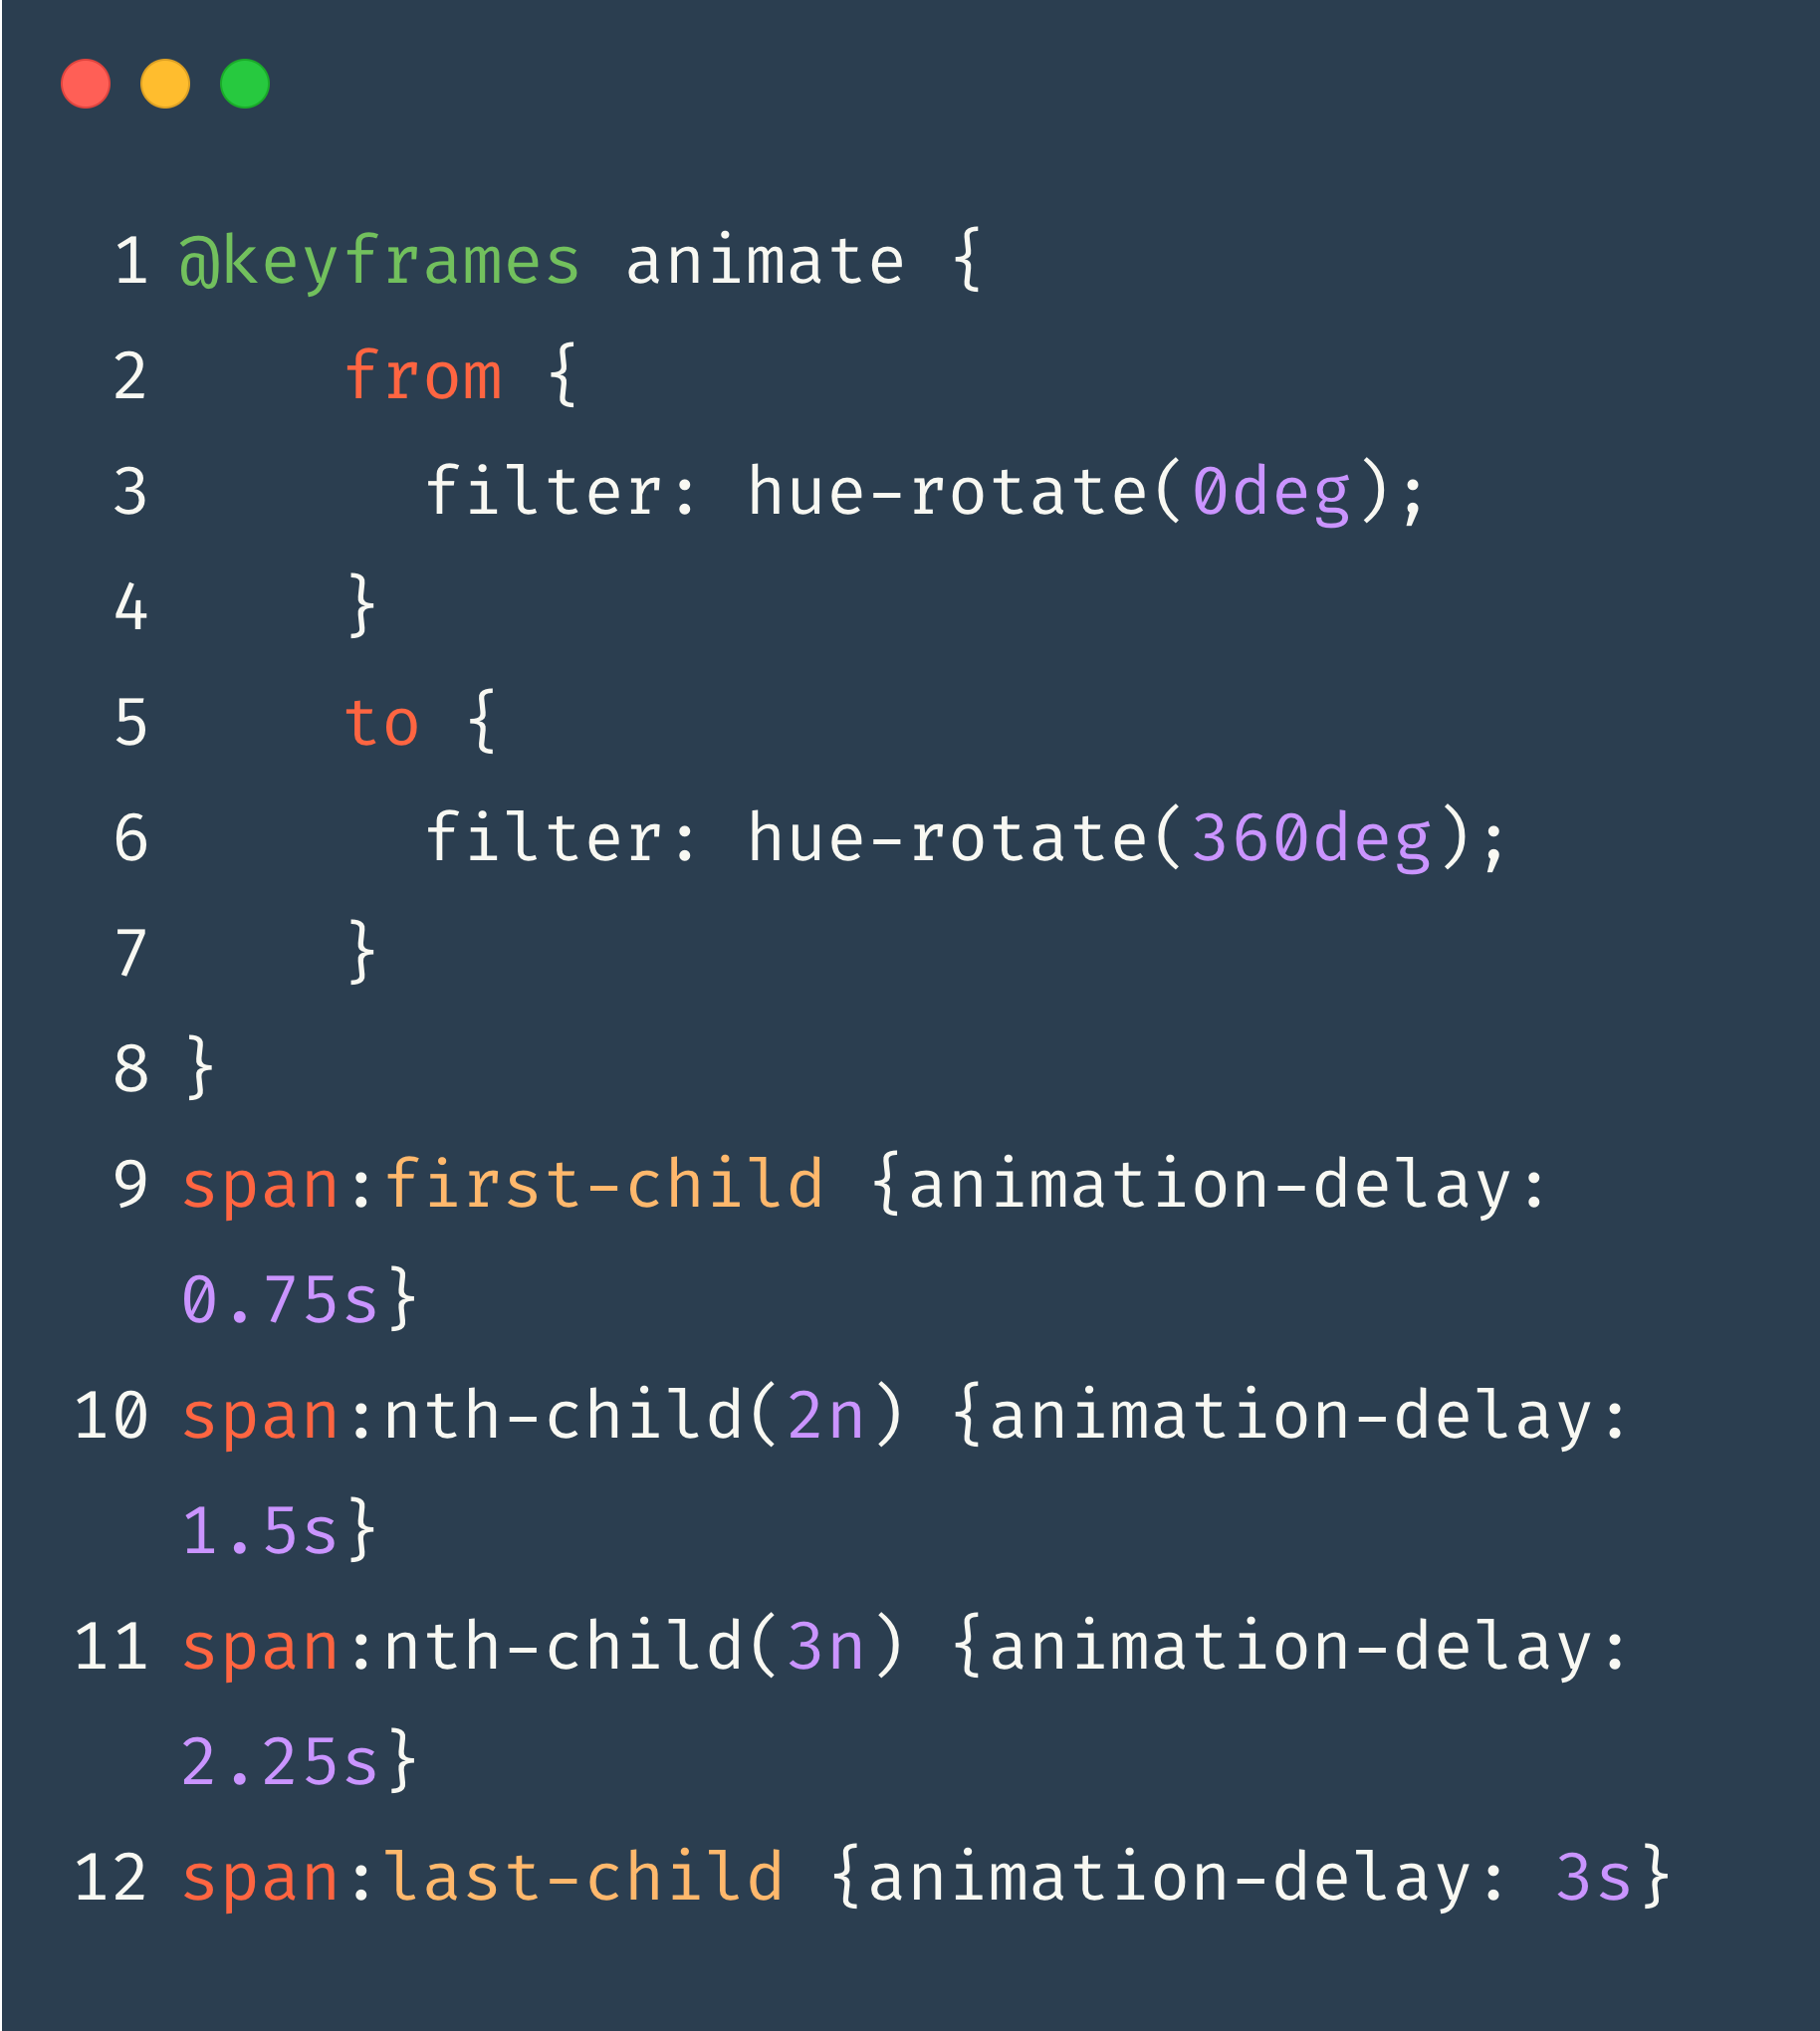 1 @keyframes animate {
2     from {
3       filter: hue-rotate(0deg);
4     }
5     to {
6       filter: hue-rotate(360deg);
7     }
8 }
9 span:first-child {animation-delay:
0.75s}
10 span:nth-child(2n) {animation-delay:
1.5s}
11 span:nth-child(3n) {animation-delay:
2.25s}
12 span:last-child {animation-delay: 3s}